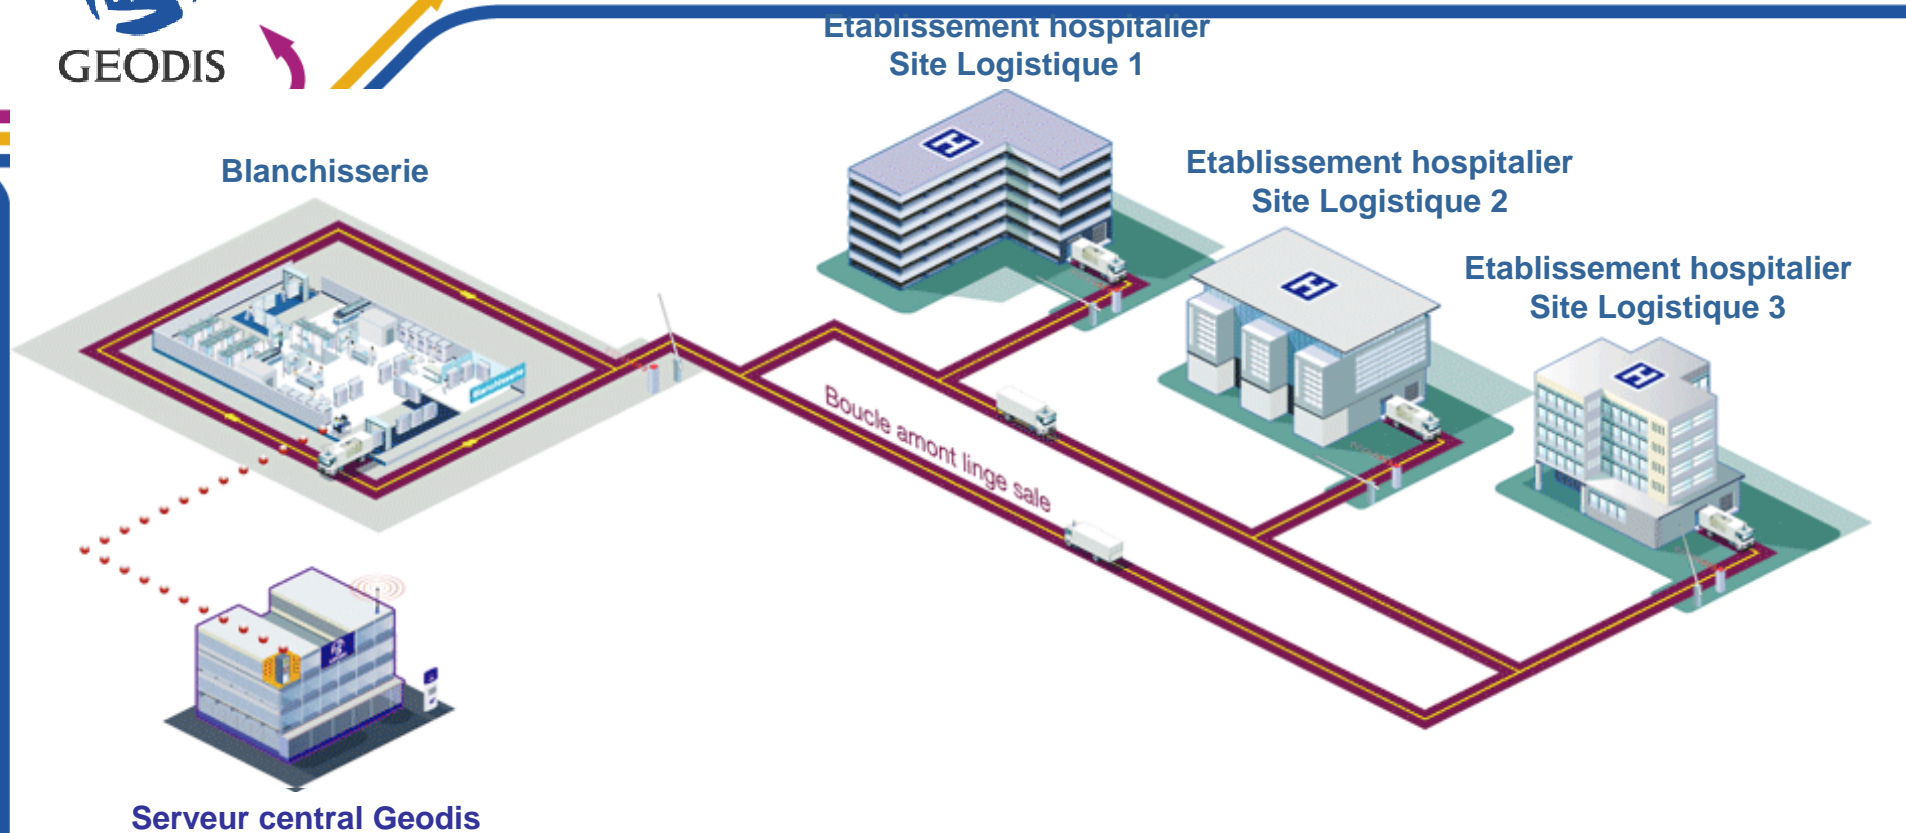 GEODIS
Etablissement hospitalier
Site Logistique 1
Blanchisserie
Etablissement hospitalier
Site Logistique 2
Etablissement hospitalier
Site Logistique 3
H
H
H
Blanchisserie
Boucle amont linge sale
Serveur central Geodis